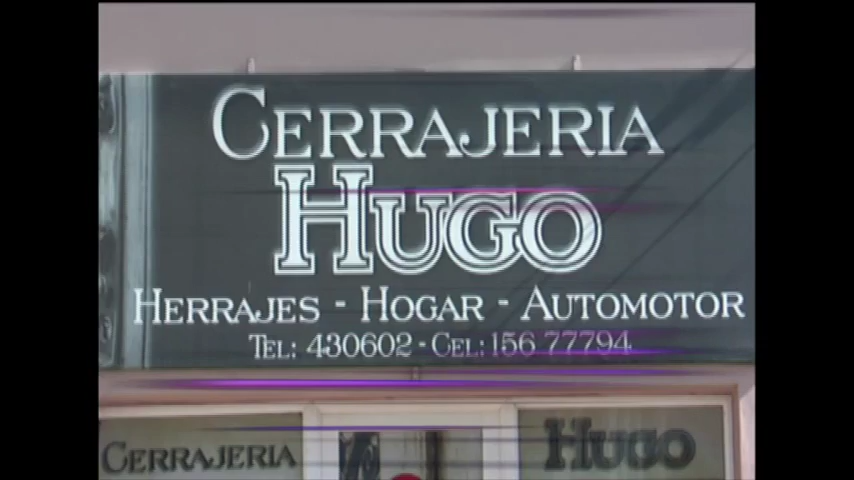 CERRAJERIA
HUGO
HERRAJES - HOGAR - AUTOMOTOR
TEL: 430602 - CEL: 156 77794
CERRAJERIA HUGO